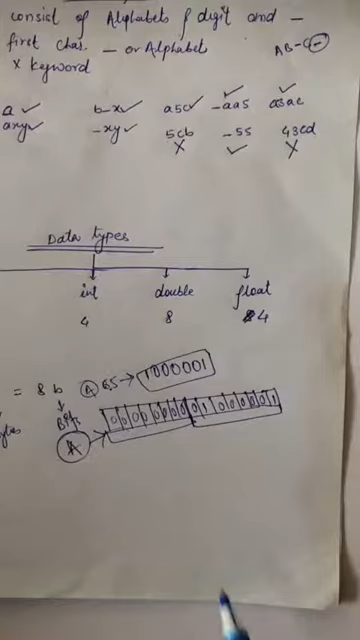 consist of Alphabets & digit and _
first char. _ or Alphabet AB-C
x keyword
a ✓ b-x ✓ a5c ✓ _aa5 ✓ a3ac ✓
axy ✓ _xy ✓ 5cb X _55 ✓ 43cd X
Data types
int double float
4 8 4
= 8 b A 65 → 1000001
Bit
A → 0 0 0 0 0 0 0 0 0 1 0 0 0 0 0 1